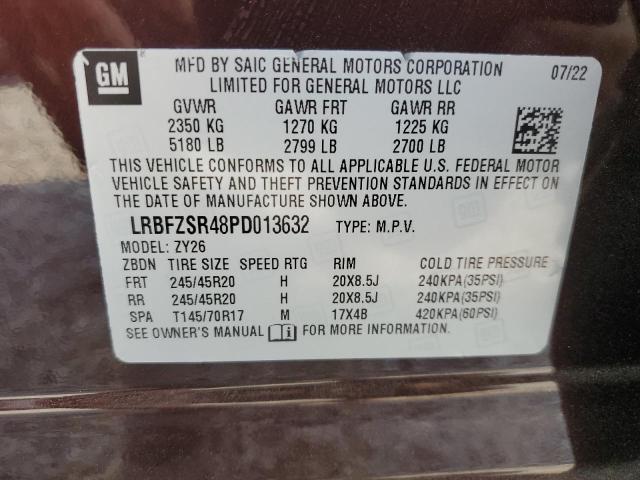 GM
MFD BY SAIC GENERAL MOTORS CORPORATION 07/22
LIMITED FOR GENERAL MOTORS LLC
GVWR GAWR FRT GAWR RR
2350 KG 1270 KG 1225 KG
5180 LB 2799 LB 2700 LB
THIS VEHICLE CONFORMS TO ALL APPLICABLE U.S. FEDERAL MOTOR
VEHICLE SAFETY AND THEFT PREVENTION STANDARDS IN EFFECT ON
THE DATE OF MANUFACTURE SHOWN ABOVE.
LRBFZSR48PD013632 TYPE: M.P.V.
MODEL: ZY26
ZBDN TIRE SIZE SPEED RTG RIM COLD TIRE PRESSURE
FRT 245/45R20 H 20X8.5J 240KPA(35PSI)
RR 245/45R20 H 20X8.5J 240KPA(35PSI)
SPA T145/70R17 M 17X4B 420KPA(60PSI)
SEE OWNER'S MANUAL FOR MORE INFORMATION.